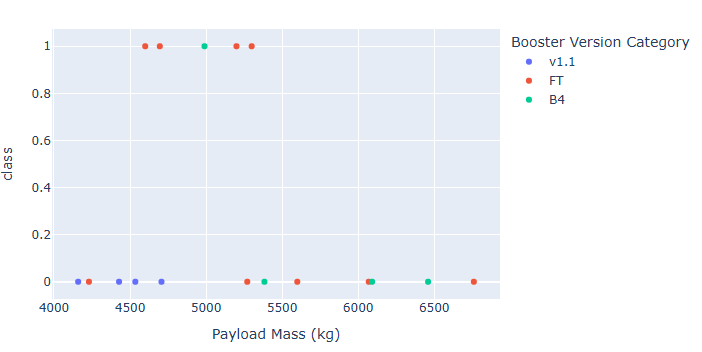 Booster Version Category
v1.1
FT
B4
1
0.8
0.6
0.4
0.2
0
class
4000 4500 5000 5500 6000 6500
Payload Mass (kg)